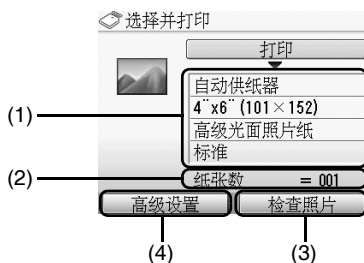 选择并打印
打印
自动供纸器
4"x6"(101×152)
高级光面照片纸
标准
纸张数 = 001
高级设置 检查照片
(1)
(2)
(4) (3)